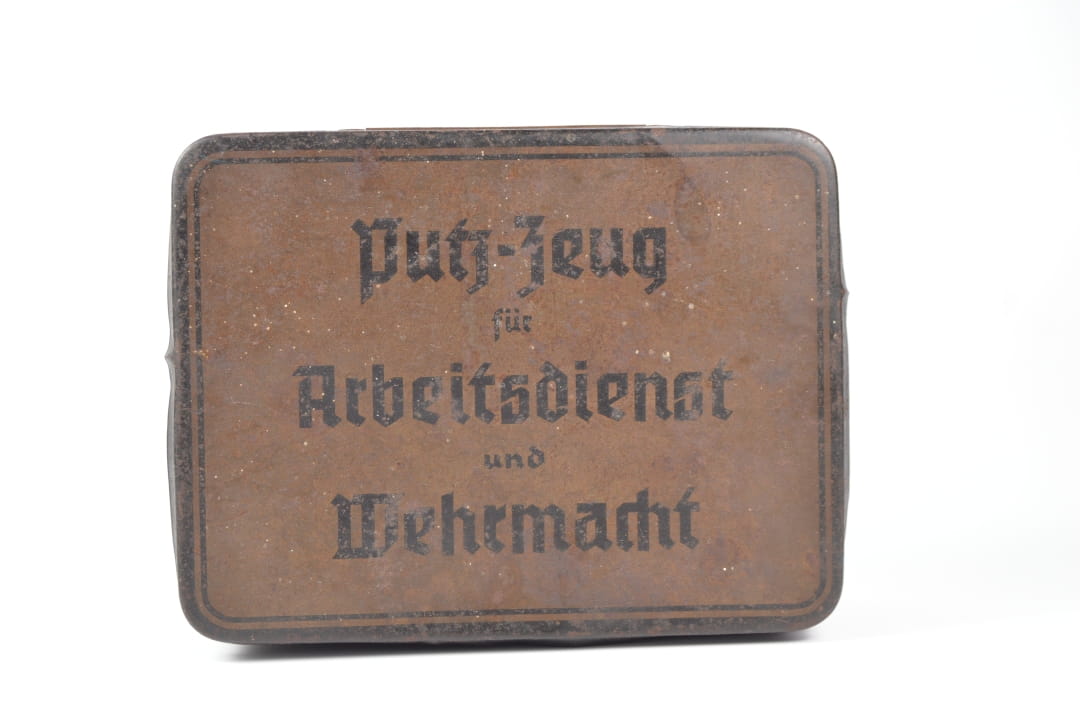 Putz-Zeug
für
Arbeitsdienst
und
Wehrmacht